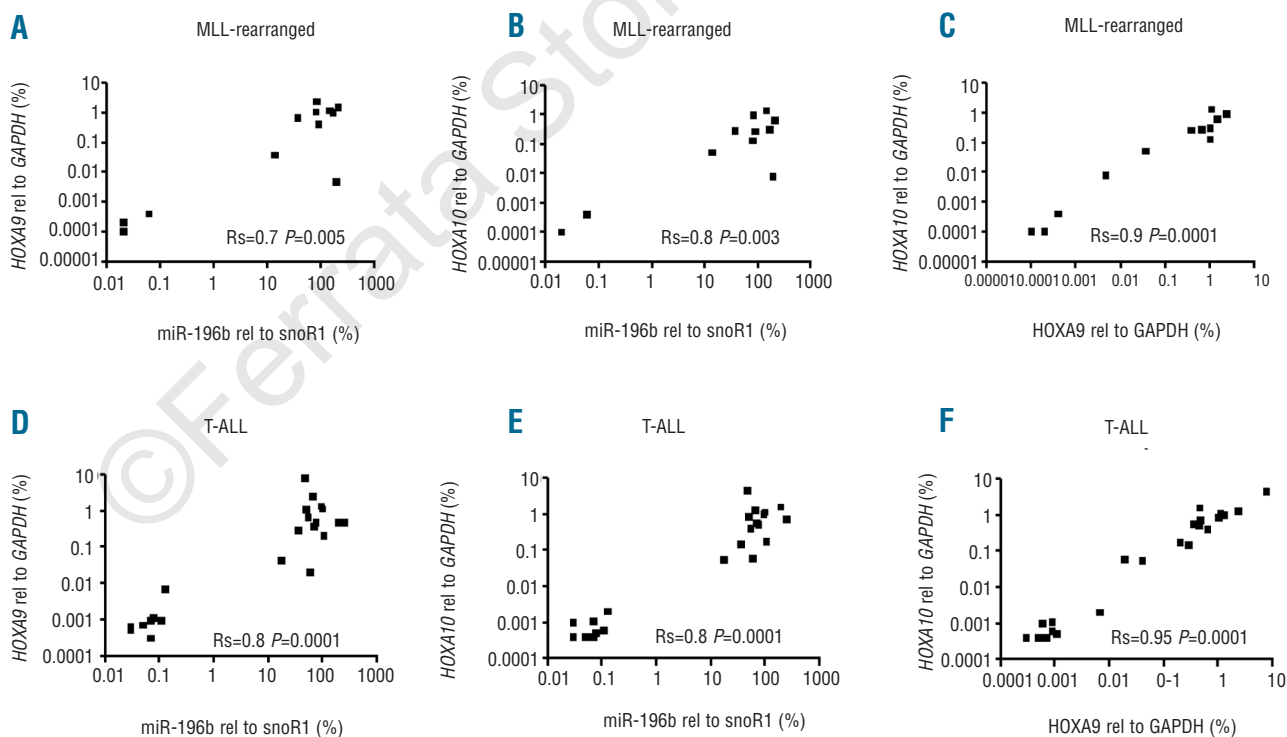 A
MLL-rearranged
HOXA9 rel to GAPDH (%)
10
1
0.1
0.01
0.001
0.0001
0.00001
Rs=0.7 P=0.005
0.01 0.1 1 10 100 1000
miR-196b rel to snoR1 (%)
B
MLL-rearranged
HOXA10 rel to GAPDH (%)
10
1
0.1
0.01
0.001
0.0001
0.00001
Rs=0.8 P=0.003
0.01 0.1 1 10 100 1000
miR-196b rel to snoR1 (%)
C
MLL-rearranged
HOXA10 rel to GAPDH (%)
10
1
0.1
0.01
0.001
0.0001
0.00001
Rs=0.9 P=0.0001
0.00001 0.0001 0.001 0.01 0.1 1 10
HOXA9 rel to GAPDH (%)
D
T-ALL
HOXA9 rel to GAPDH (%)
10
1
0.1
0.01
0.001
0.0001
Rs=0.8 P=0.0001
0.01 0.1 1 10 100 1000
miR-196b rel to snoR1 (%)
E
T-ALL
HOXA10 rel to GAPDH (%)
10
1
0.1
0.01
0.001
0.0001
Rs=0.8 P=0.0001
0.01 0.1 1 10 100 1000
miR-196b rel to snoR1 (%)
F
T-ALL
HOXA10 rel to GAPDH (%)
10
1
0.1
0.01
0.001
0.0001
Rs=0.95 P=0.0001
0.0001 0.001 0.01 0-1 1 10
HOXA9 rel to GAPDH (%)
©Ferrata Sto